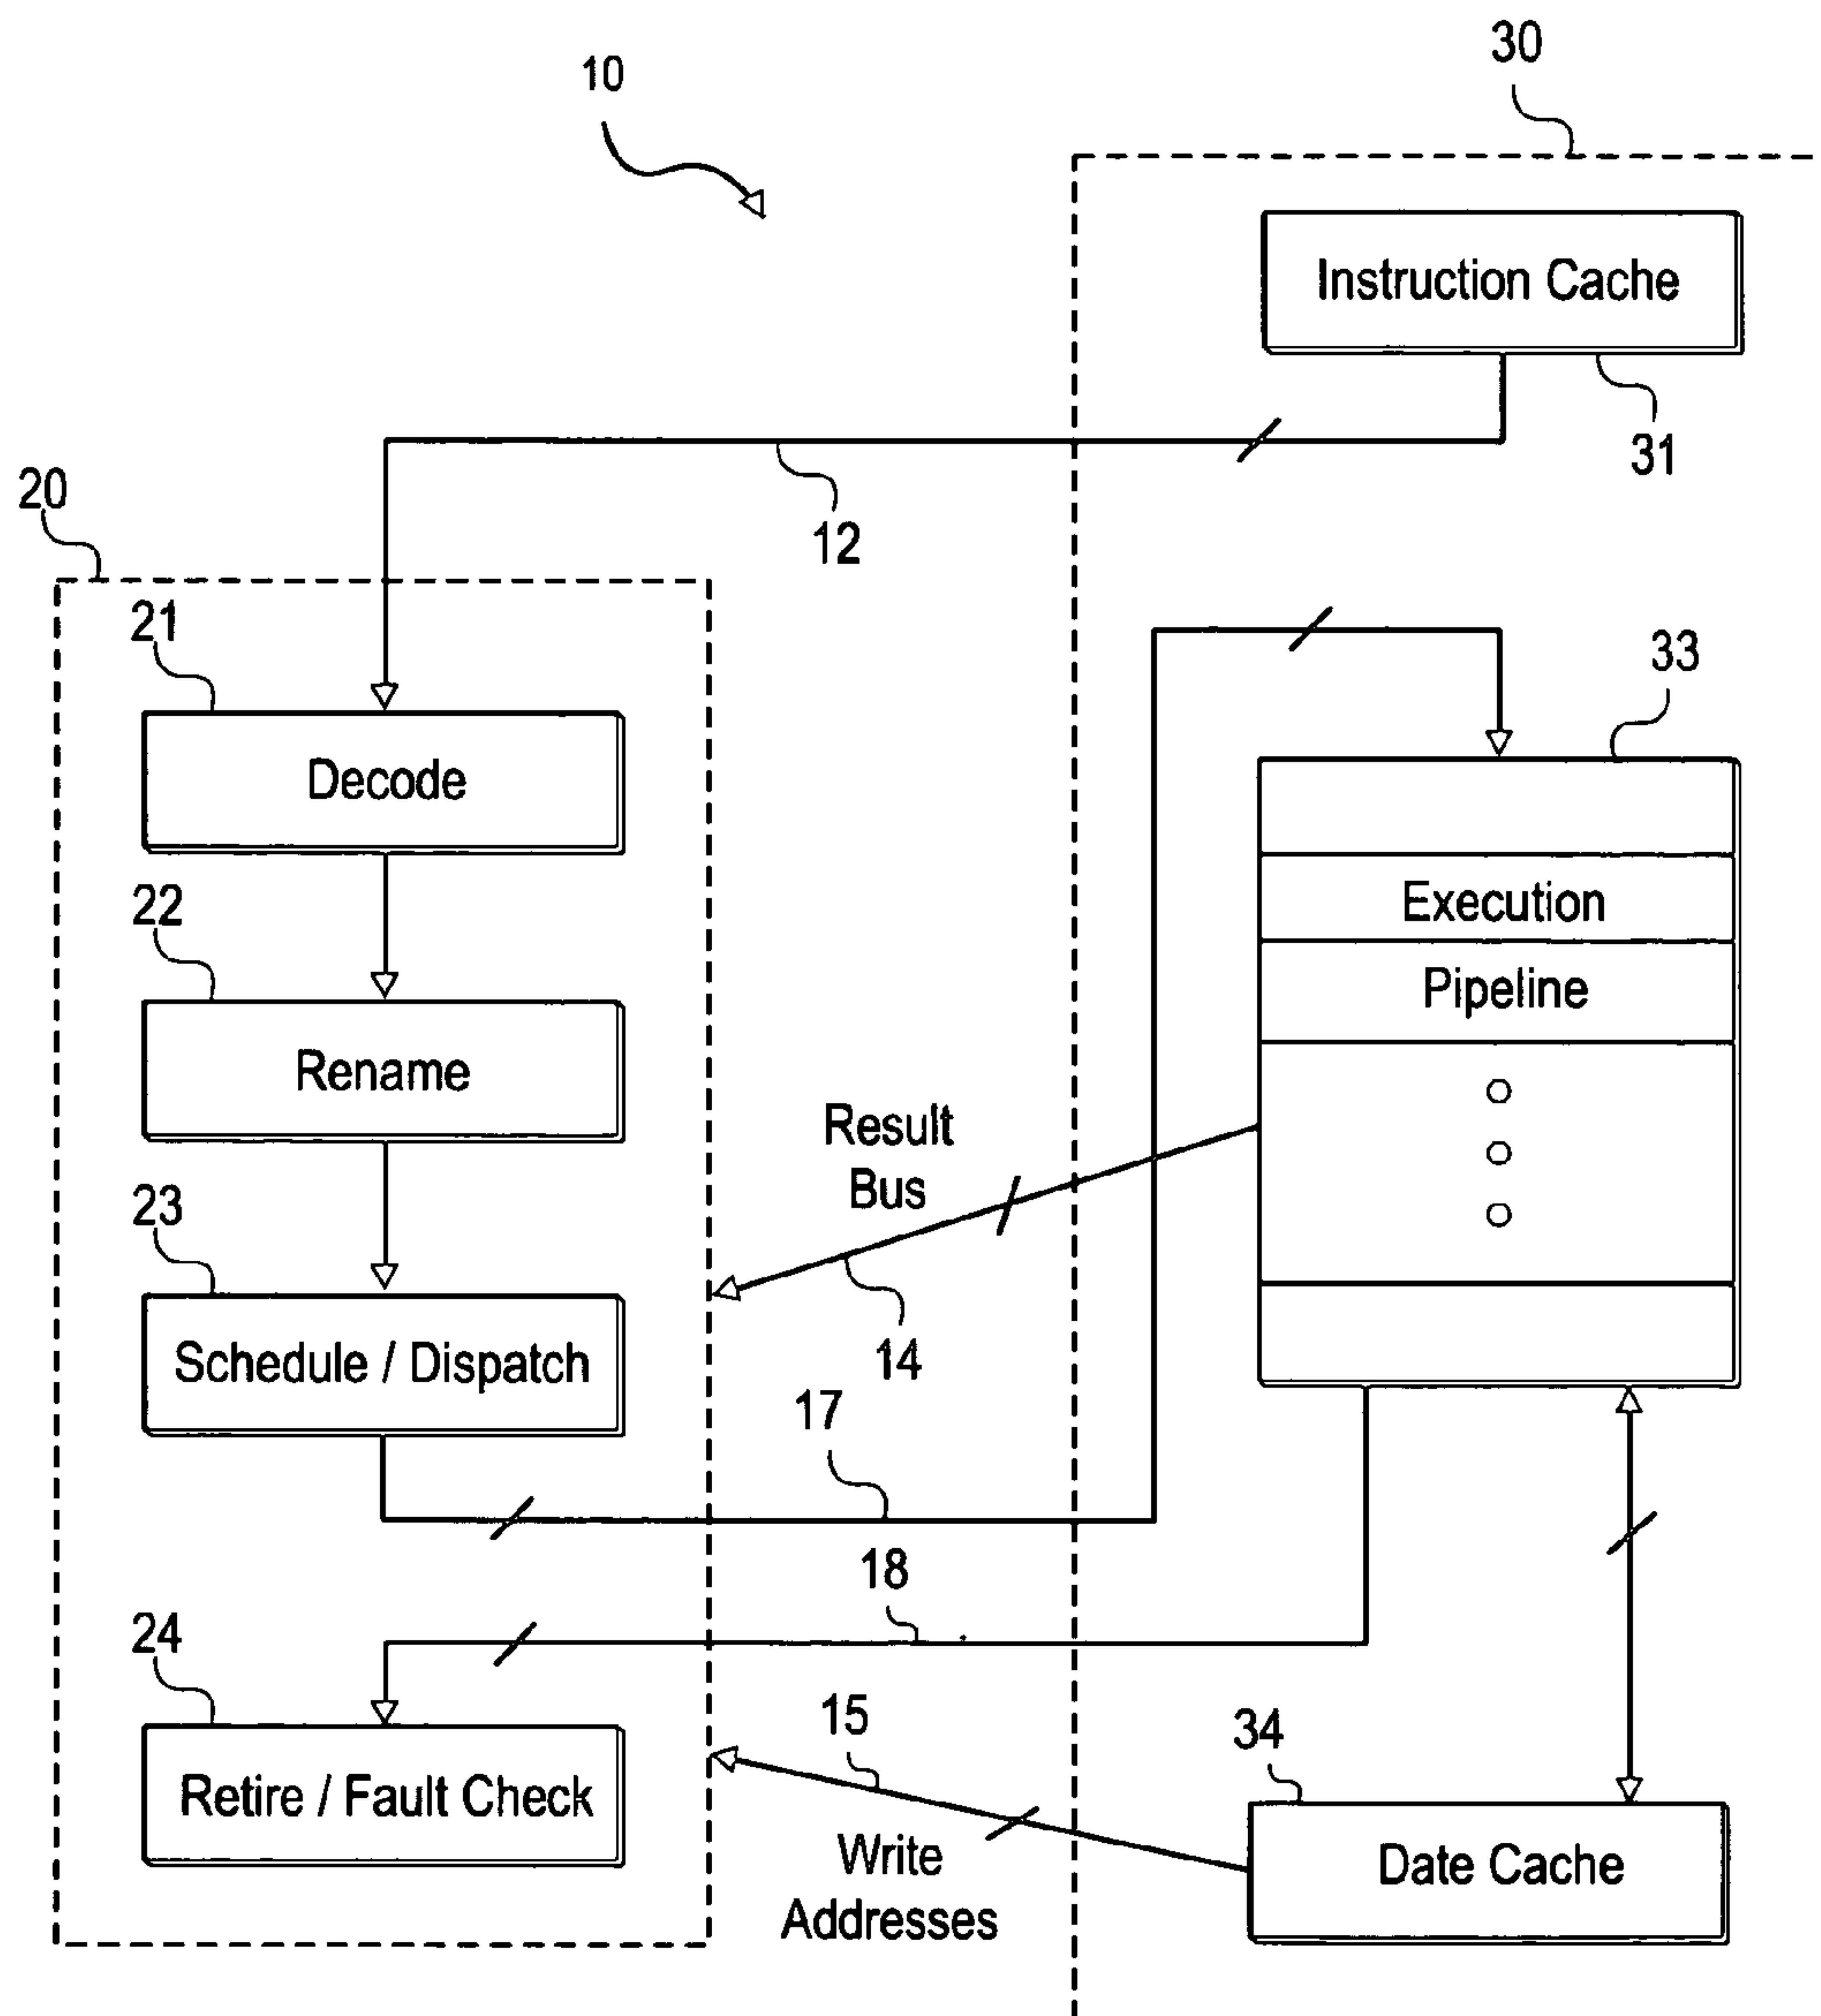 10
30
Instruction Cache
31
12
20
21
Decode
33
Execution
Pipeline
22
Rename
Result
Bus
14
23
Schedule / Dispatch
17
18
24
Retire / Fault Check
15
Write
Addresses
34
Date Cache